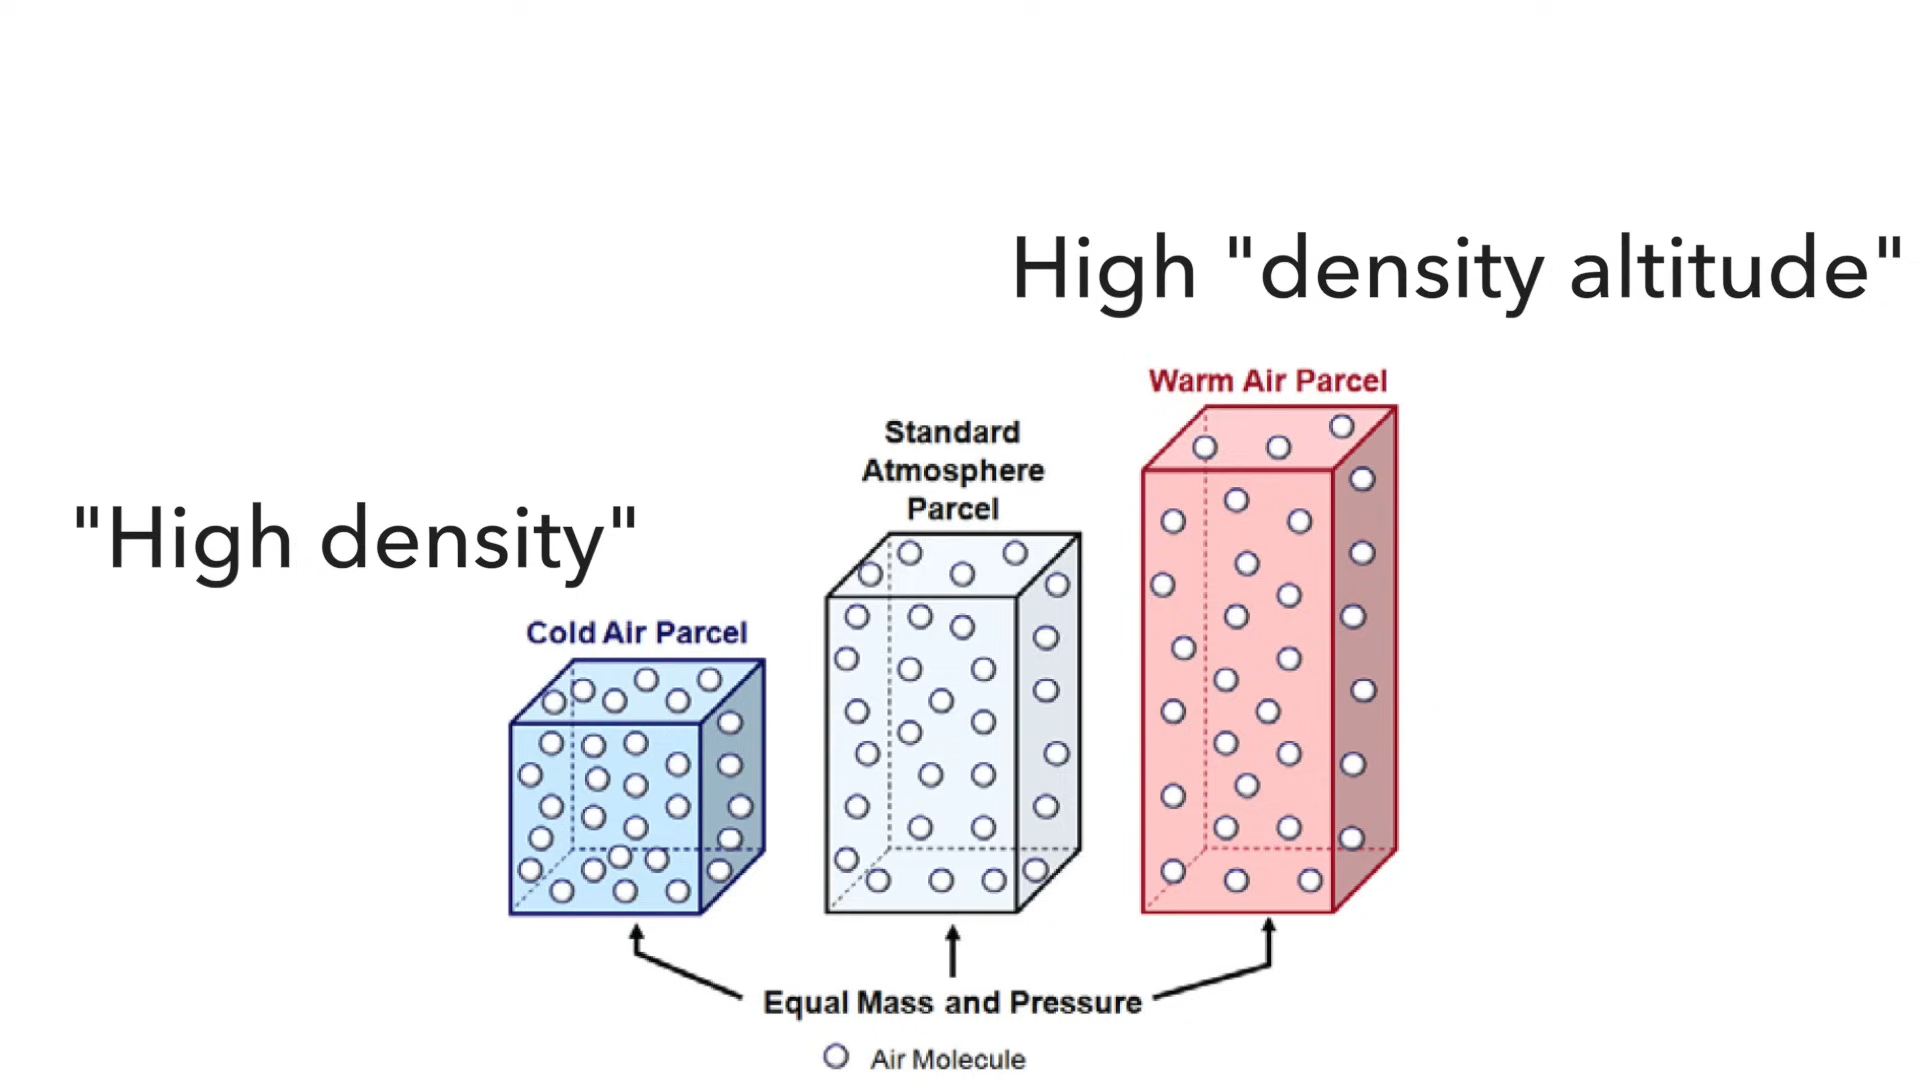 High "density altitude"
Warm Air Parcel
Standard
Atmosphere
Parcel
"High density"
Cold Air Parcel
Equal Mass and Pressure
Air Molecule